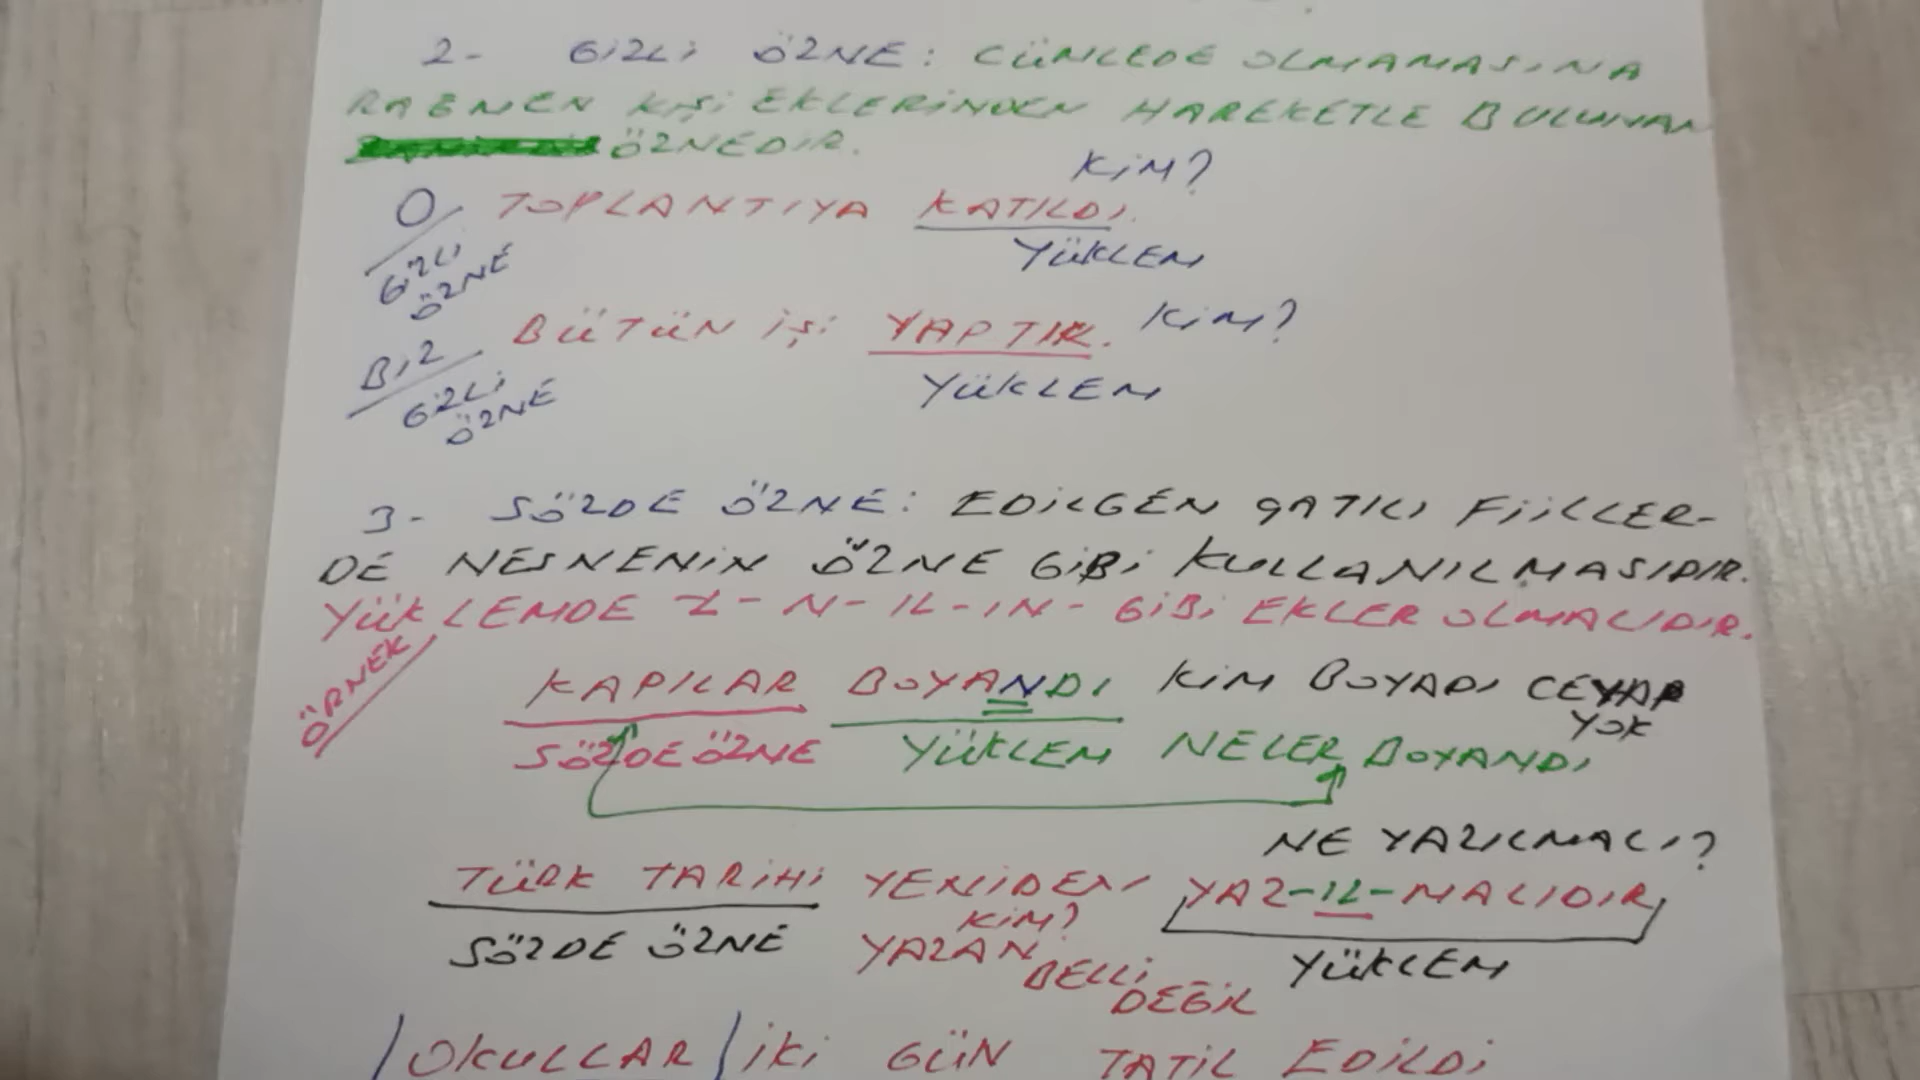 2- GİZLİ ÖZNE: CÜMLEDE OLMAMASINA
RAĞMEN KİŞİ EKLERİNDEN HAREKETLE BULUNAN
ÖZNEDİR.
KİM?
O TOPLANTIYA KATILDI.
GİZLİ ÖZNE
YÜKLEM
BİZ BÜTÜN İŞİ YAPTIK. KİM?
GİZLİ ÖZNE
YÜKLEM
3- SÖZDE ÖZNE: EDİLGEN ÇATILI FİİLLER-
DE NESNENİN ÖZNE GİBİ KULLANILMASIDIR.
YÜKLEMDE L- N- IL- IN- GİBİ EKLER OLMALIDIR.
ÖRNEK
KAPILAR BOYANDI KİM BOYADI CEVAP
YOK
SÖZDE ÖZNE YÜKLEM NELER BOYANDI
NE YAZILMALI?
TÜRK TARİHİ YENİDEN YAZ-IL-MALIDIR
KİM?
SÖZDE ÖZNE YAZAN BELLİ DEĞİL YÜKLEM
/OKULLAR/İKİ GÜN TATİL EDİLDİ